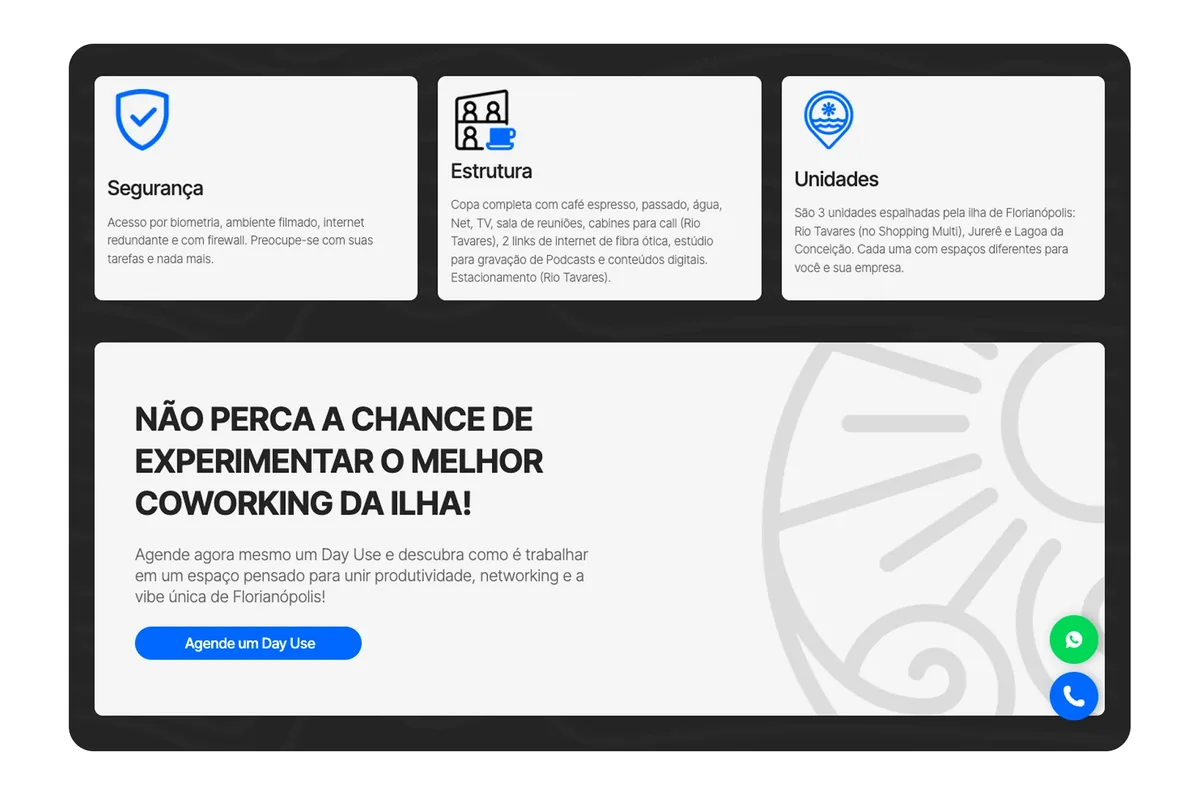 Segurança
Acesso por biometria, ambiente filmado, internet
redundante e com firewall. Preocupe-se com suas
tarefas e nada mais.
Estrutura
Copa completa com café espresso, passado, água,
Net, TV, sala de reuniões, cabines para call (Rio
Tavares), 2 links de internet de fibra ótica, estúdio
para gravação de Podcasts e conteúdos digitais.
Estacionamento (Rio Tavares).
Unidades
São 3 unidades espalhadas pela ilha de Florianópolis:
Rio Tavares (no Shopping Multi), Jurerê e Lagoa da
Conceição. Cada uma com espaços diferentes para
você e sua empresa.
NÃO PERCA A CHANCE DE
EXPERIMENTAR O MELHOR
COWORKING DA ILHA!
Agende agora mesmo um Day Use e descubra como é trabalhar
em um espaço pensado para unir produtividade, networking e a
vibe única de Florianópolis!
Agende um Day Use